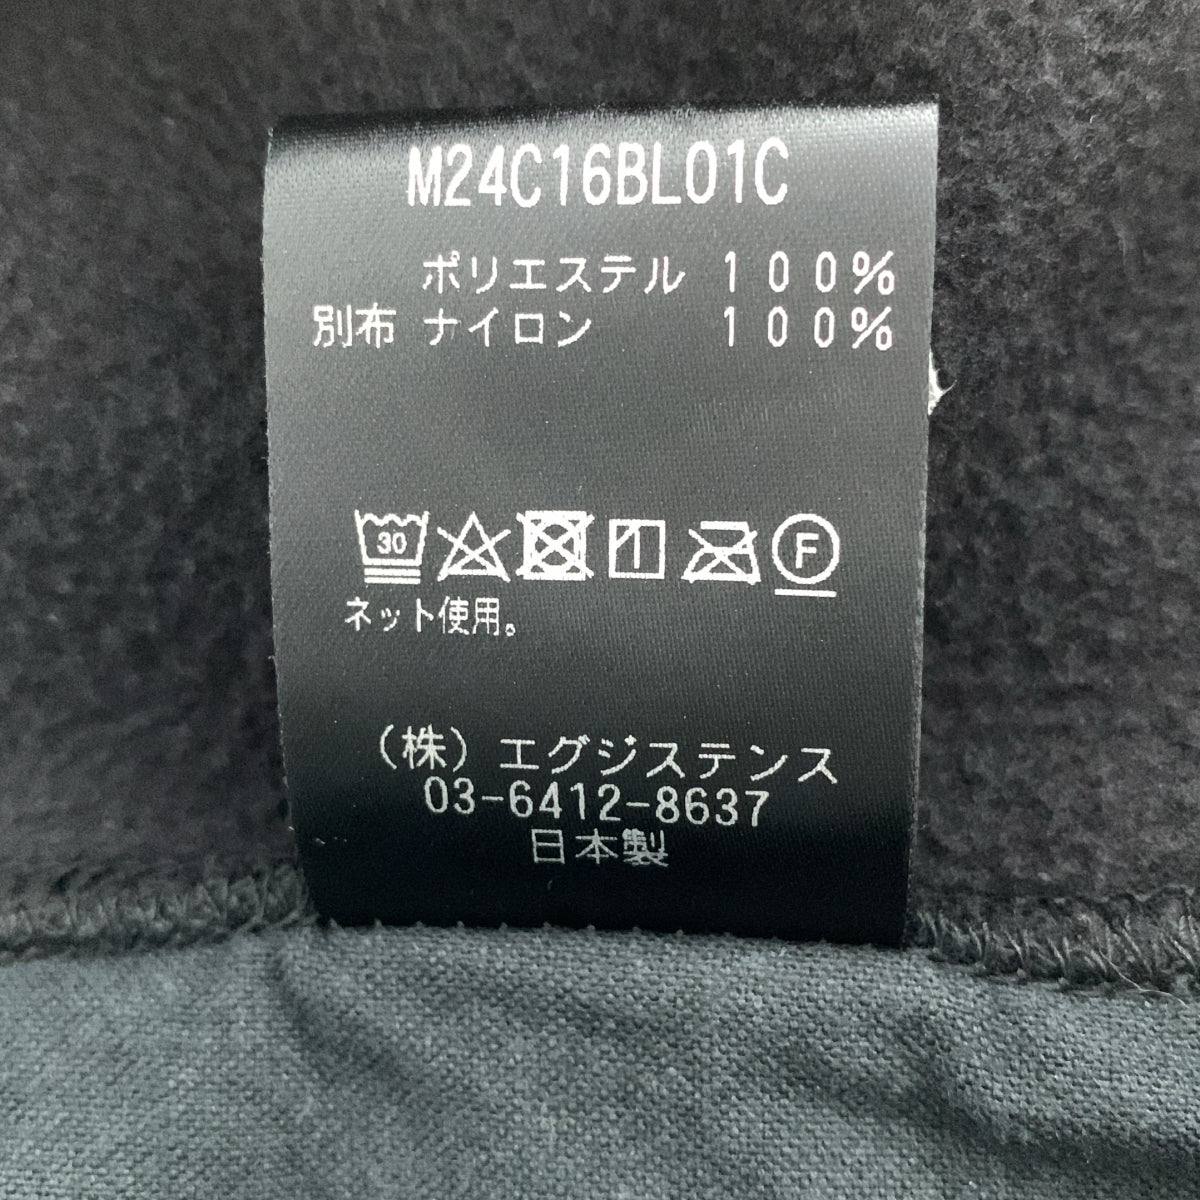 M24C16BL01C
ポリエステル 100%
別布 ナイロン 100%
30 F
ネット使用。
(株)エグジステンス
03-6412-8637
日本製